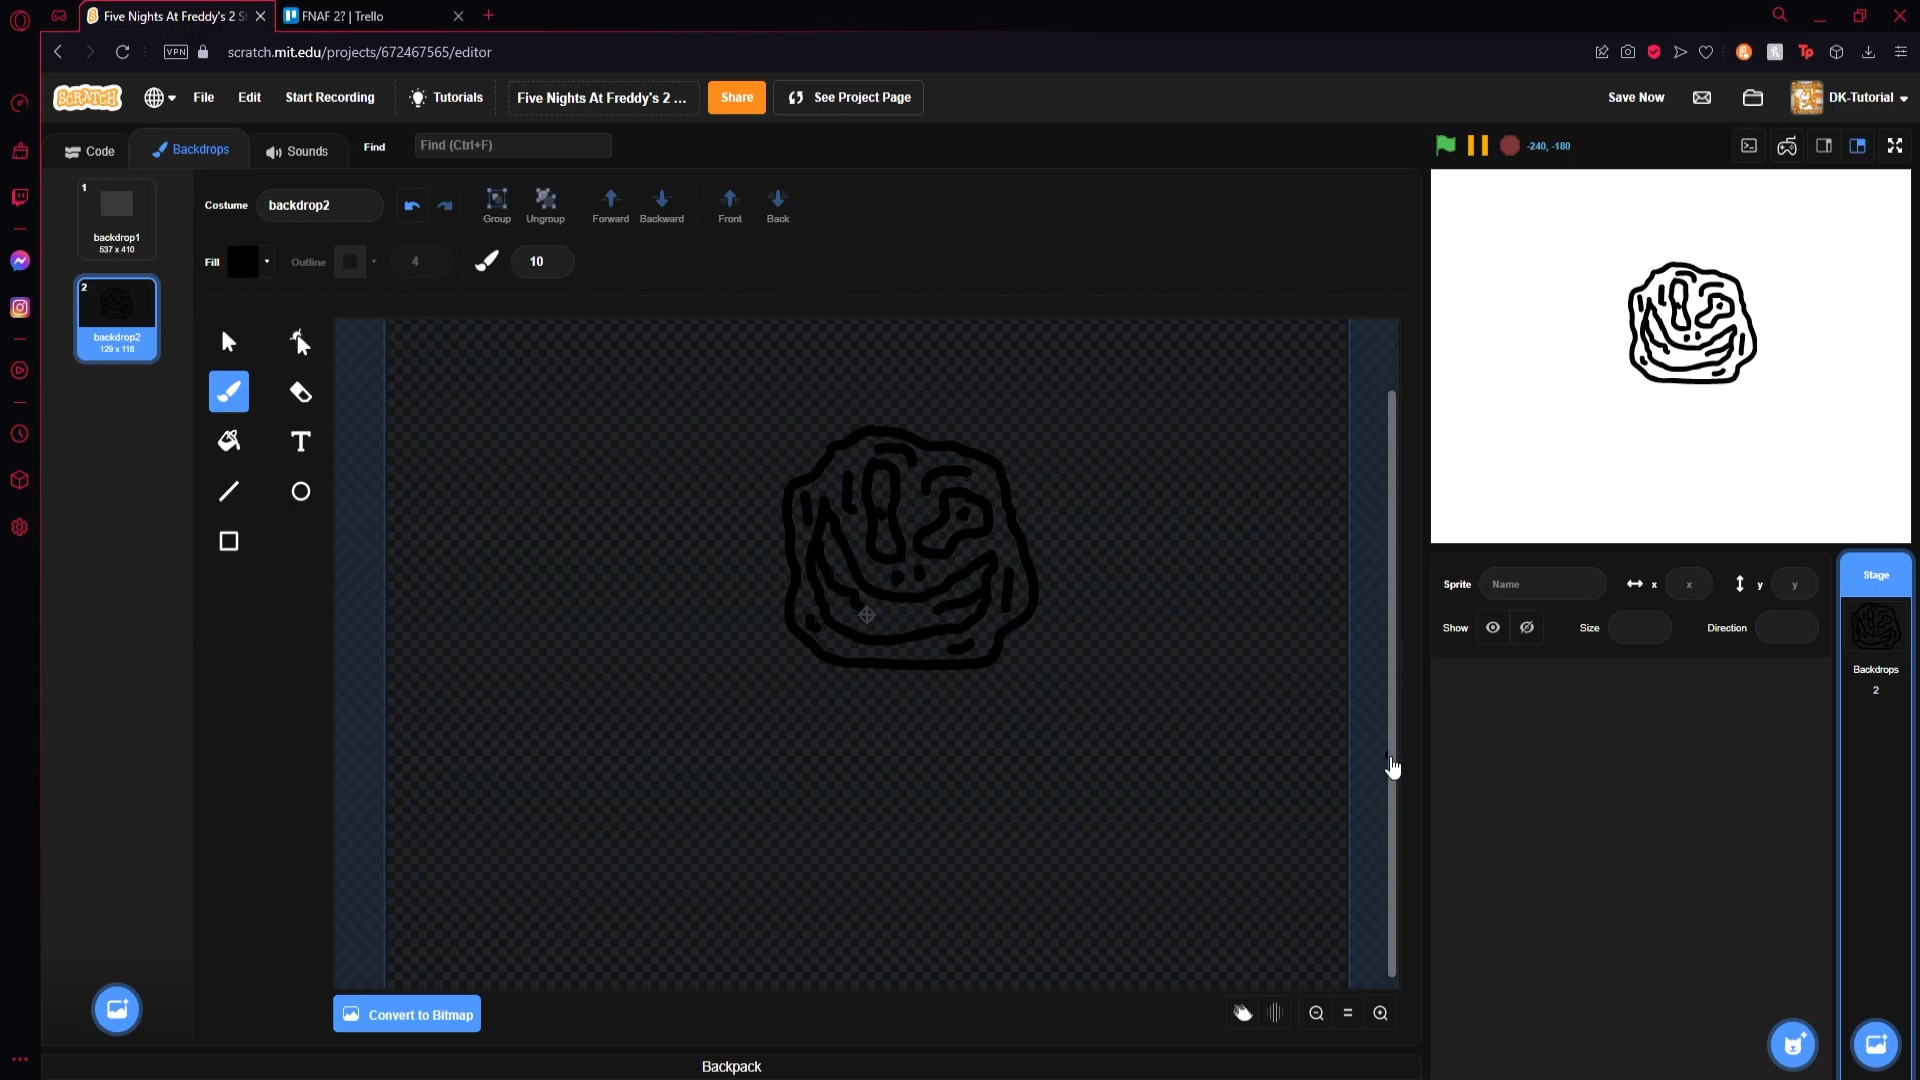 Five Nights At Freddy's 2 S
FNAF 2? | Trello
VPN
scratch.mit.edu/projects/672467565/editor
SCRATCH
File
Edit
Start Recording
Tutorials
Five Nights At Freddy's 2 ...
Share
See Project Page
Save Now
DK-Tutorial
Code
Backdrops
Sounds
Find
Find (Ctrl+F)
-240, -180
1
backdrop1
537 x 410
2
backdrop2
129 x 118
Costume
backdrop2
Group
Ungroup
Forward
Backward
Front
Back
Fill
Outline
4
10
T
Convert to Bitmap
Backpack
Sprite
Name
x
x
y
y
Show
Size
Direction
Stage
Backdrops
2